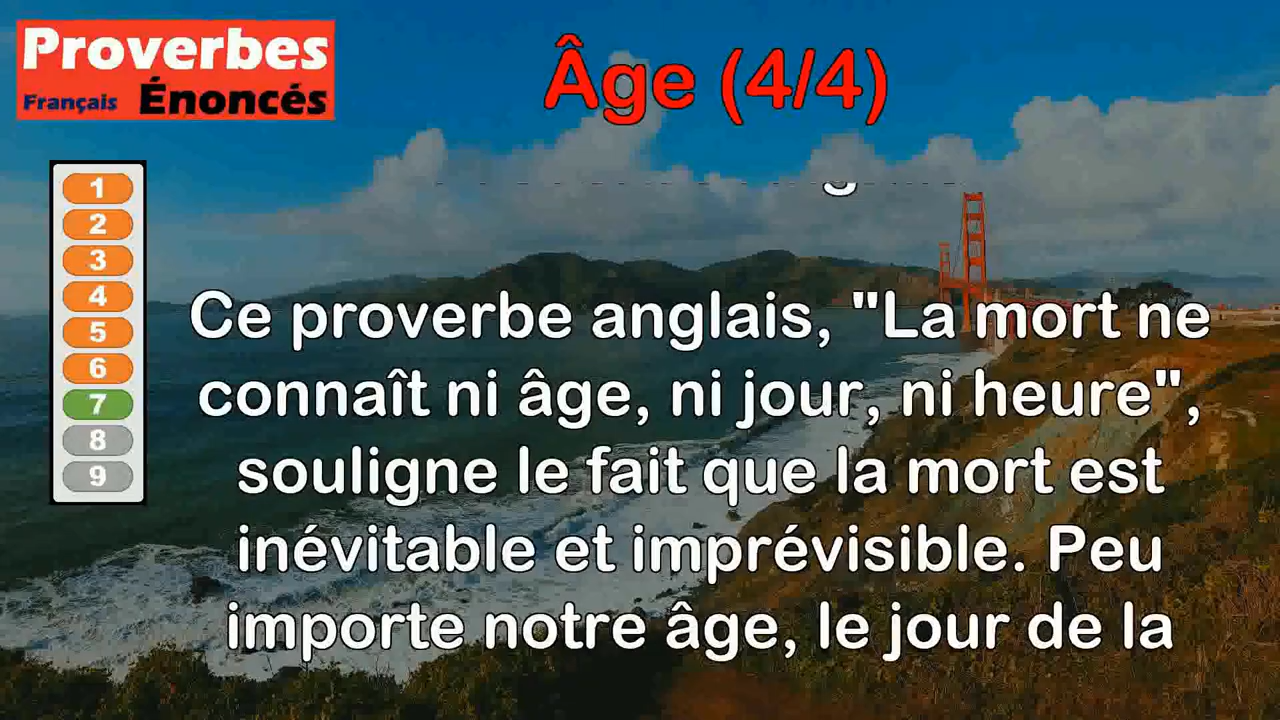 Proverbes
Français Énoncés
Âge (4/4)
1
2
3
4
5
6
7
8
9
Ce proverbe anglais, "La mort ne
connaît ni âge, ni jour, ni heure",
souligne le fait que la mort est
inévitable et imprévisible. Peu
importe notre âge, le jour de la